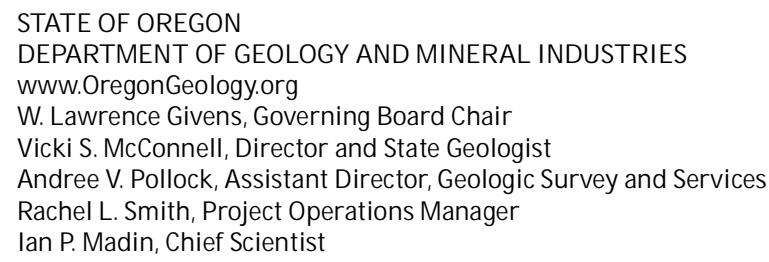 STATE OF OREGON
DEPARTMENT OF GEOLOGY AND MINERAL INDUSTRIES
www.OregonGeology.org
W. Lawrence Givens, Governing Board Chair
Vicki S. McConnell, Director and State Geologist
Andree V. Pollock, Assistant Director, Geologic Survey and Services
Rachel L. Smith, Project Operations Manager
Ian P. Madin, Chief Scientist